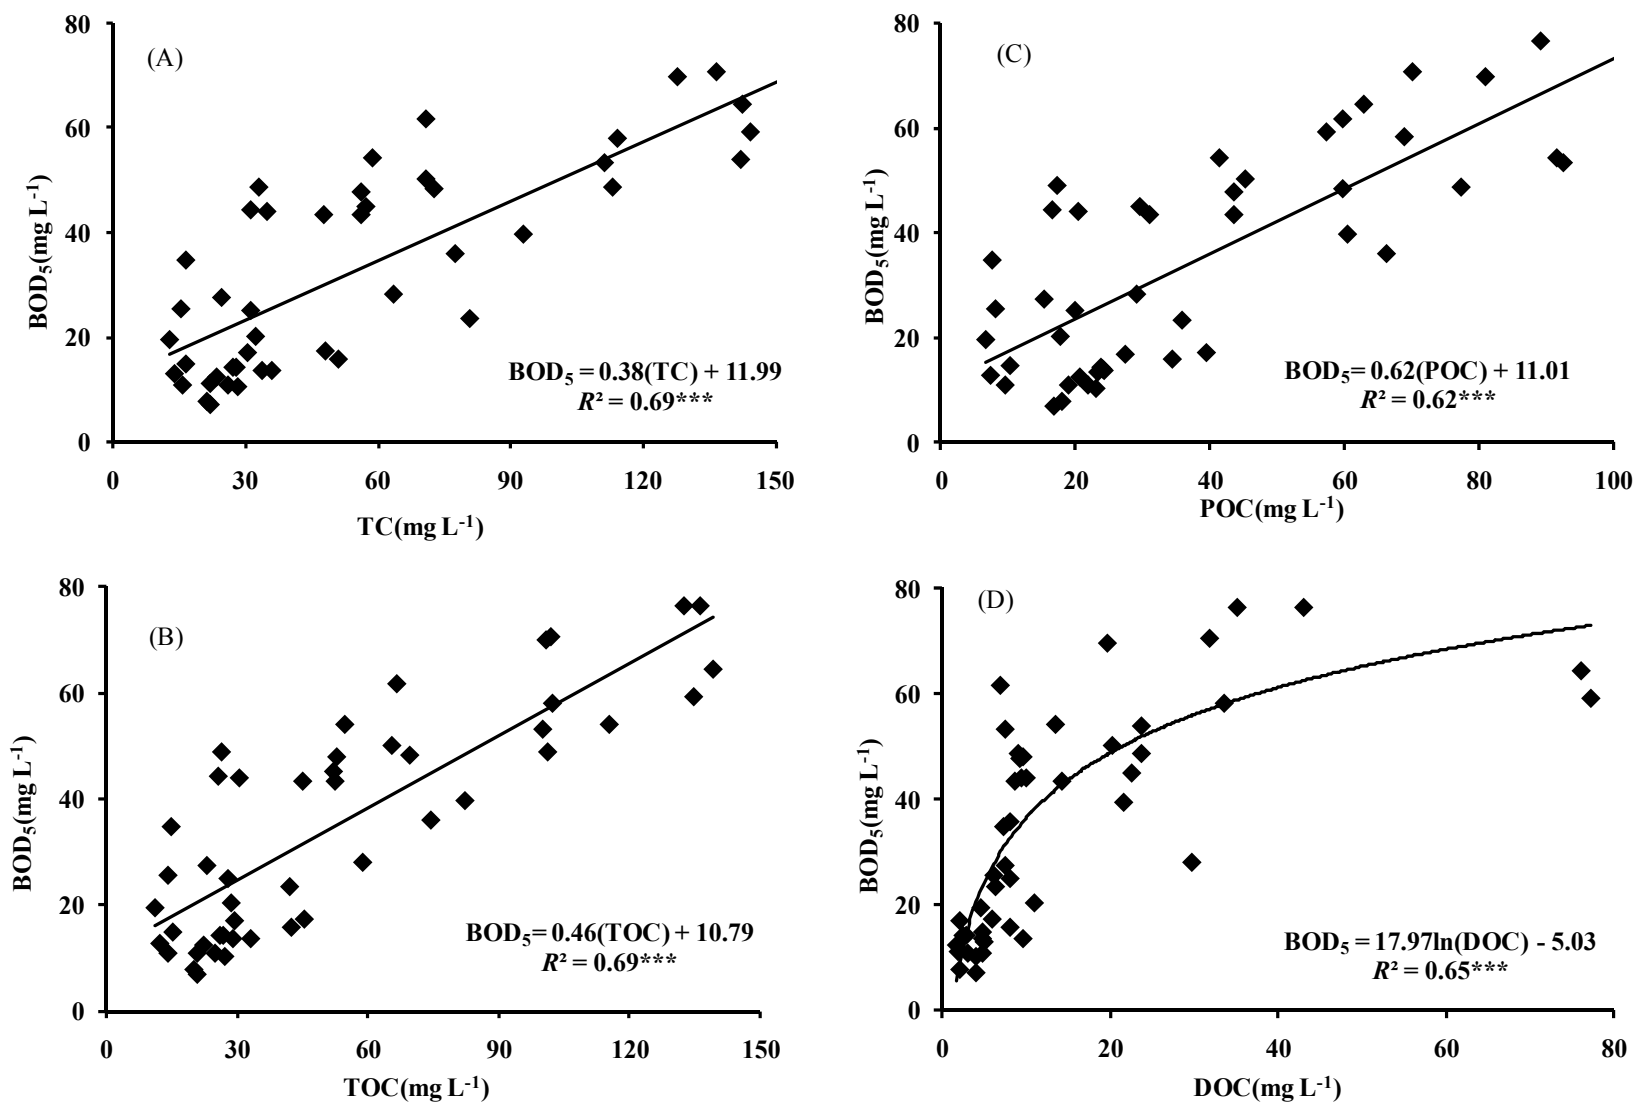 (A)
80
60
40
20
0
BOD₅(mg L⁻¹)
BOD₅ = 0.38(TC) + 11.99
R² = 0.69***
0 30 60 90 120 150
TC(mg L⁻¹)
(C)
80
60
40
20
0
BOD₅(mg L⁻¹)
BOD₅= 0.62(POC) + 11.01
R² = 0.62***
0 20 40 60 80 100
POC(mg L⁻¹)
(B)
80
60
40
20
0
BOD₅(mg L⁻¹)
BOD₅= 0.46(TOC) + 10.79
R² = 0.69***
0 30 60 90 120 150
TOC(mg L⁻¹)
(D)
80
60
40
20
0
BOD₅(mg L⁻¹)
BOD₅ = 17.97ln(DOC) - 5.03
R² = 0.65***
0 20 40 60 80
DOC(mg L⁻¹)